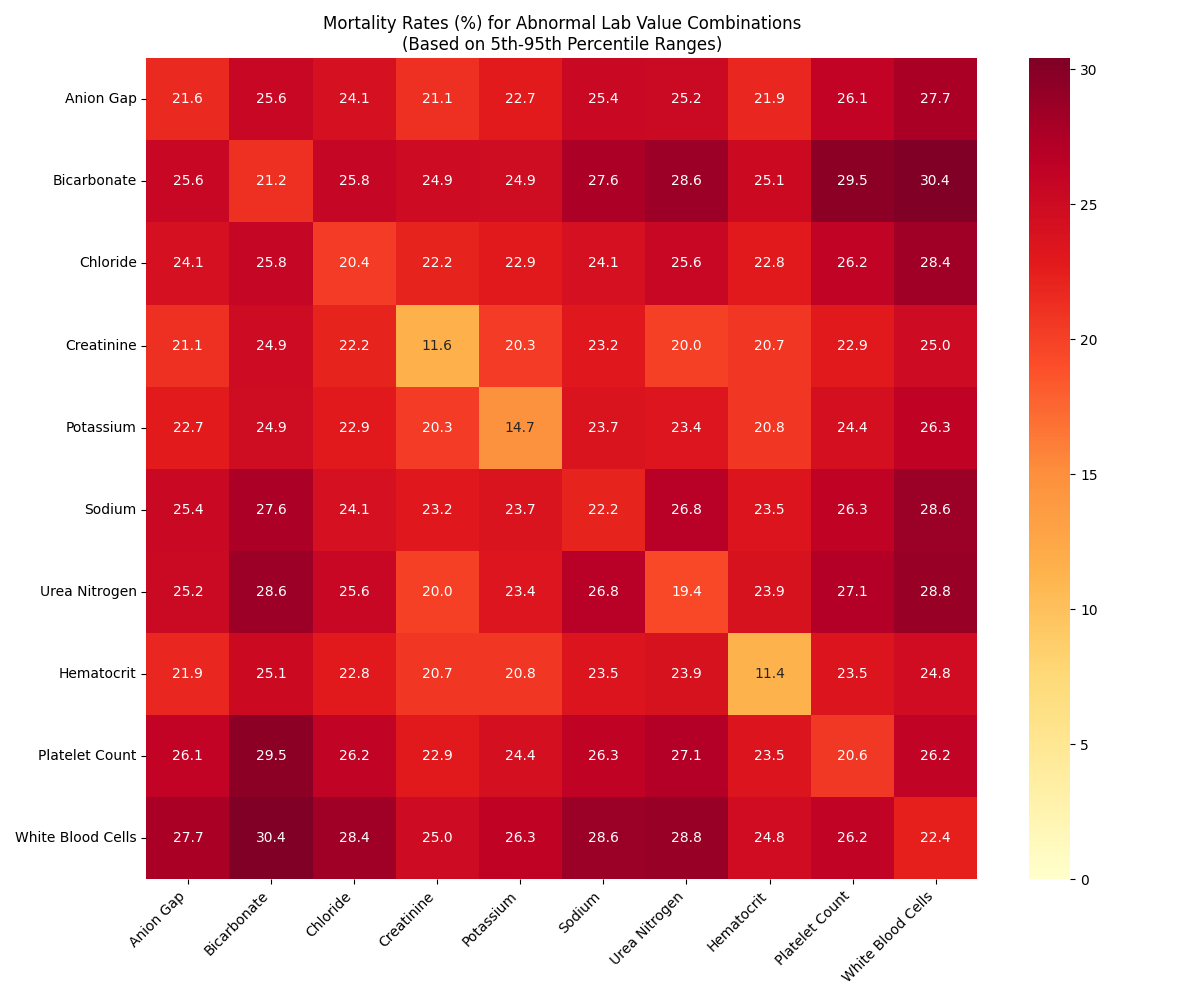 Mortality Rates (%) for Abnormal Lab Value Combinations
(Based on 5th-95th Percentile Ranges)
Anion Gap 21.6 25.6 24.1 21.1 22.7 25.4 25.2 21.9 26.1 27.7
Bicarbonate 25.6 21.2 25.8 24.9 24.9 27.6 28.6 25.1 29.5 30.4
Chloride 24.1 25.8 20.4 22.2 22.9 24.1 25.6 22.8 26.2 28.4
Creatinine 21.1 24.9 22.2 11.6 20.3 23.2 20.0 20.7 22.9 25.0
Potassium 22.7 24.9 22.9 20.3 14.7 23.7 23.4 20.8 24.4 26.3
Sodium 25.4 27.6 24.1 23.2 23.7 22.2 26.8 23.5 26.3 28.6
Urea Nitrogen 25.2 28.6 25.6 20.0 23.4 26.8 19.4 23.9 27.1 28.8
Hematocrit 21.9 25.1 22.8 20.7 20.8 23.5 23.9 11.4 23.5 24.8
Platelet Count 26.1 29.5 26.2 22.9 24.4 26.3 27.1 23.5 20.6 26.2
White Blood Cells 27.7 30.4 28.4 25.0 26.3 28.6 28.8 24.8 26.2 22.4
Anion Gap Bicarbonate Chloride Creatinine Potassium Sodium Urea Nitrogen Hematocrit Platelet Count White Blood Cells
30
25
20
15
10
5
0